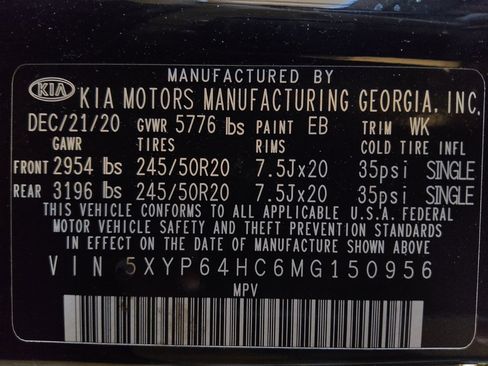 MANUFACTURED BY
KIA KIA MOTORS MANUFACTURING GEORGIA, INC.
DEC/21/20 GVWR 5776 lbs PAINT EB TRIM WK
GAWR TIRES RIMS COLD TIRE INFL
FRONT 2954 lbs 245/50R20 7.5Jx20 35psi SINGLE
REAR 3196 lbs 245/50R20 7.5Jx20 35psi SINGLE
THIS VEHICLE CONFORMS TO ALL APPLICABLE U.S.A. FEDERAL
MOTOR VEHICLE SAFETY AND THEFT PREVENTION STANDARDS
IN EFFECT ON THE DATE OF MANUFACTURE SHOWN ABOVE.
VIN 5XYP64HC6MG150956
MPV